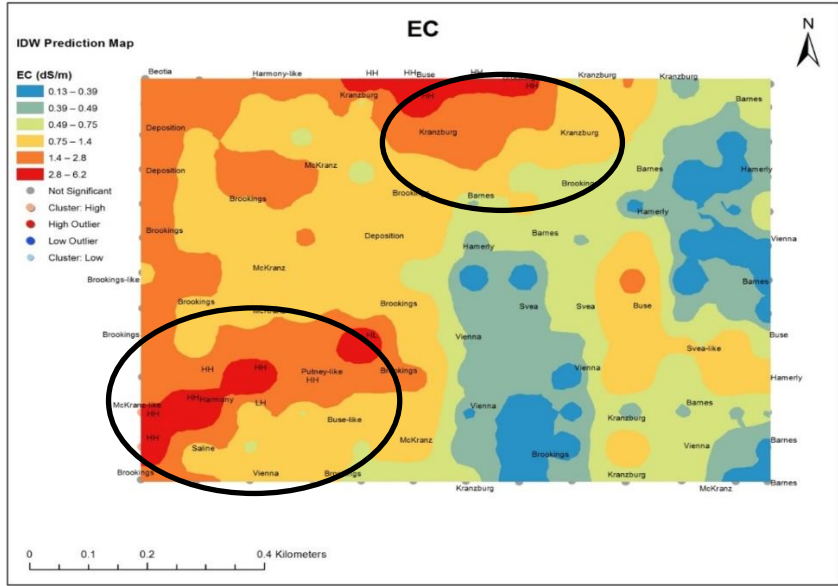 EC
N
IDW Prediction Map
EC (dS/m)
0.13 – 0.39
0.39 – 0.49
0.49 – 0.75
0.75 – 1.4
1.4 – 2.8
2.8 – 6.2
Not Significant
Cluster: High
High Outlier
Low Outlier
Cluster: Low
Beotia
Harmony-like
HH
HH
Buse
HH
Kranzburg
Kranzburg
Kranzburg
HH
HH
Barnes
Deposition
Kranzburg
Kranzburg
McKranz
Deposition
Barnes
Hamerly
Brookings
Brookings
Brookings
Barnes
Hamerly
Brookings
Deposition
Barnes
Vienna
Hamerly
McKranz
Brookings-like
Barnes
Brookings
Brookings
Svea
Svea
Buse
Brookings
HL
Vienna
Buse
Svea-like
HH
HH
Putney-like
HH
Brookings
Vienna
Hamerly
McKranz-like
HH
HH
Harmony
LH
Vienna
Barnes
Kranzburg
Buse-like
HH
McKranz
Saline
Vienna
Barnes
Brookings
Brookings
Vienna
Brookings
Kranzburg
Kranzburg
McKranz
Barnes
0 0.1 0.2 0.4 Kilometers